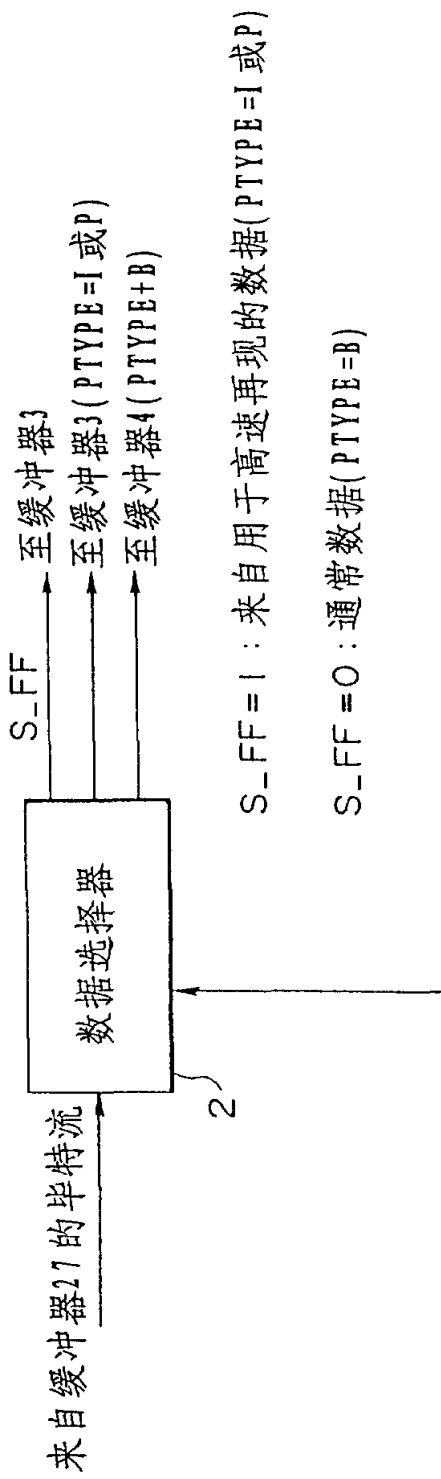 来自缓冲器27的毕特流
数据选择器
2
S_FF
至缓冲器3
至缓冲器3(PTYPE=I或P)
至缓冲器4(PTYPE+B)
S_FF=1:来自用于高速再现的数据(PTYPE=I或P)
S_FF=0:通常数据(PTYPE=B)